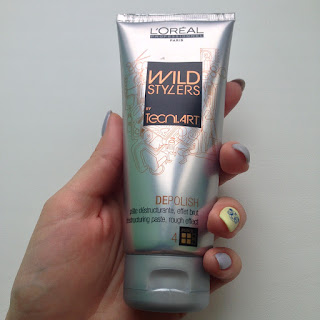 L'ORÉAL
PROFESSIONNEL
PARIS
WILD
STYLERS
BY
TECNI.ART
DEPOLISH
pâte déstructurante, effet brut
destructuring paste, rough effect
4